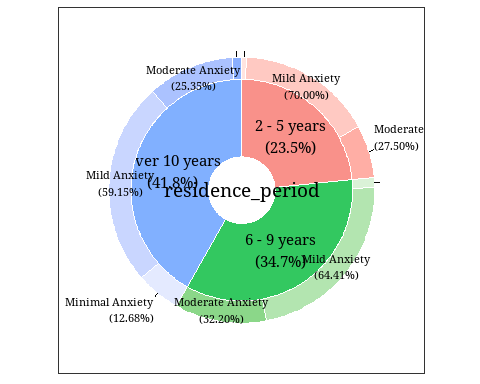 Moderate Anxiety
(25.35%)
Mild Anxiety
(70.00%)
2 - 5 years
(23.5%)
Moderate
(27.50%)
ver 10 years
(41.8%)
Mild Anxiety
(59.15%)
residence_period
6 - 9 years
(34.7%)
Mild Anxiety
(64.41%)
Minimal Anxiety
(12.68%)
Moderate Anxiety
(32.20%)